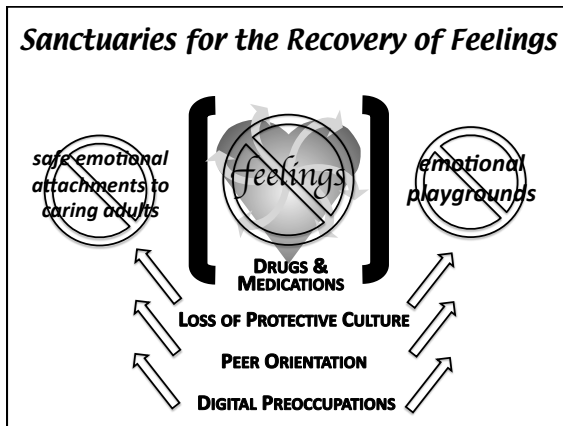 Sanctuaries for the Recovery of Feelings
safe emotional
attachments to
caring adults
feelings
emotional
playgrounds
DRUGS &
MEDICATIONS
LOSS OF PROTECTIVE CULTURE
PEER ORIENTATION
DIGITAL PREOCCUPATIONS